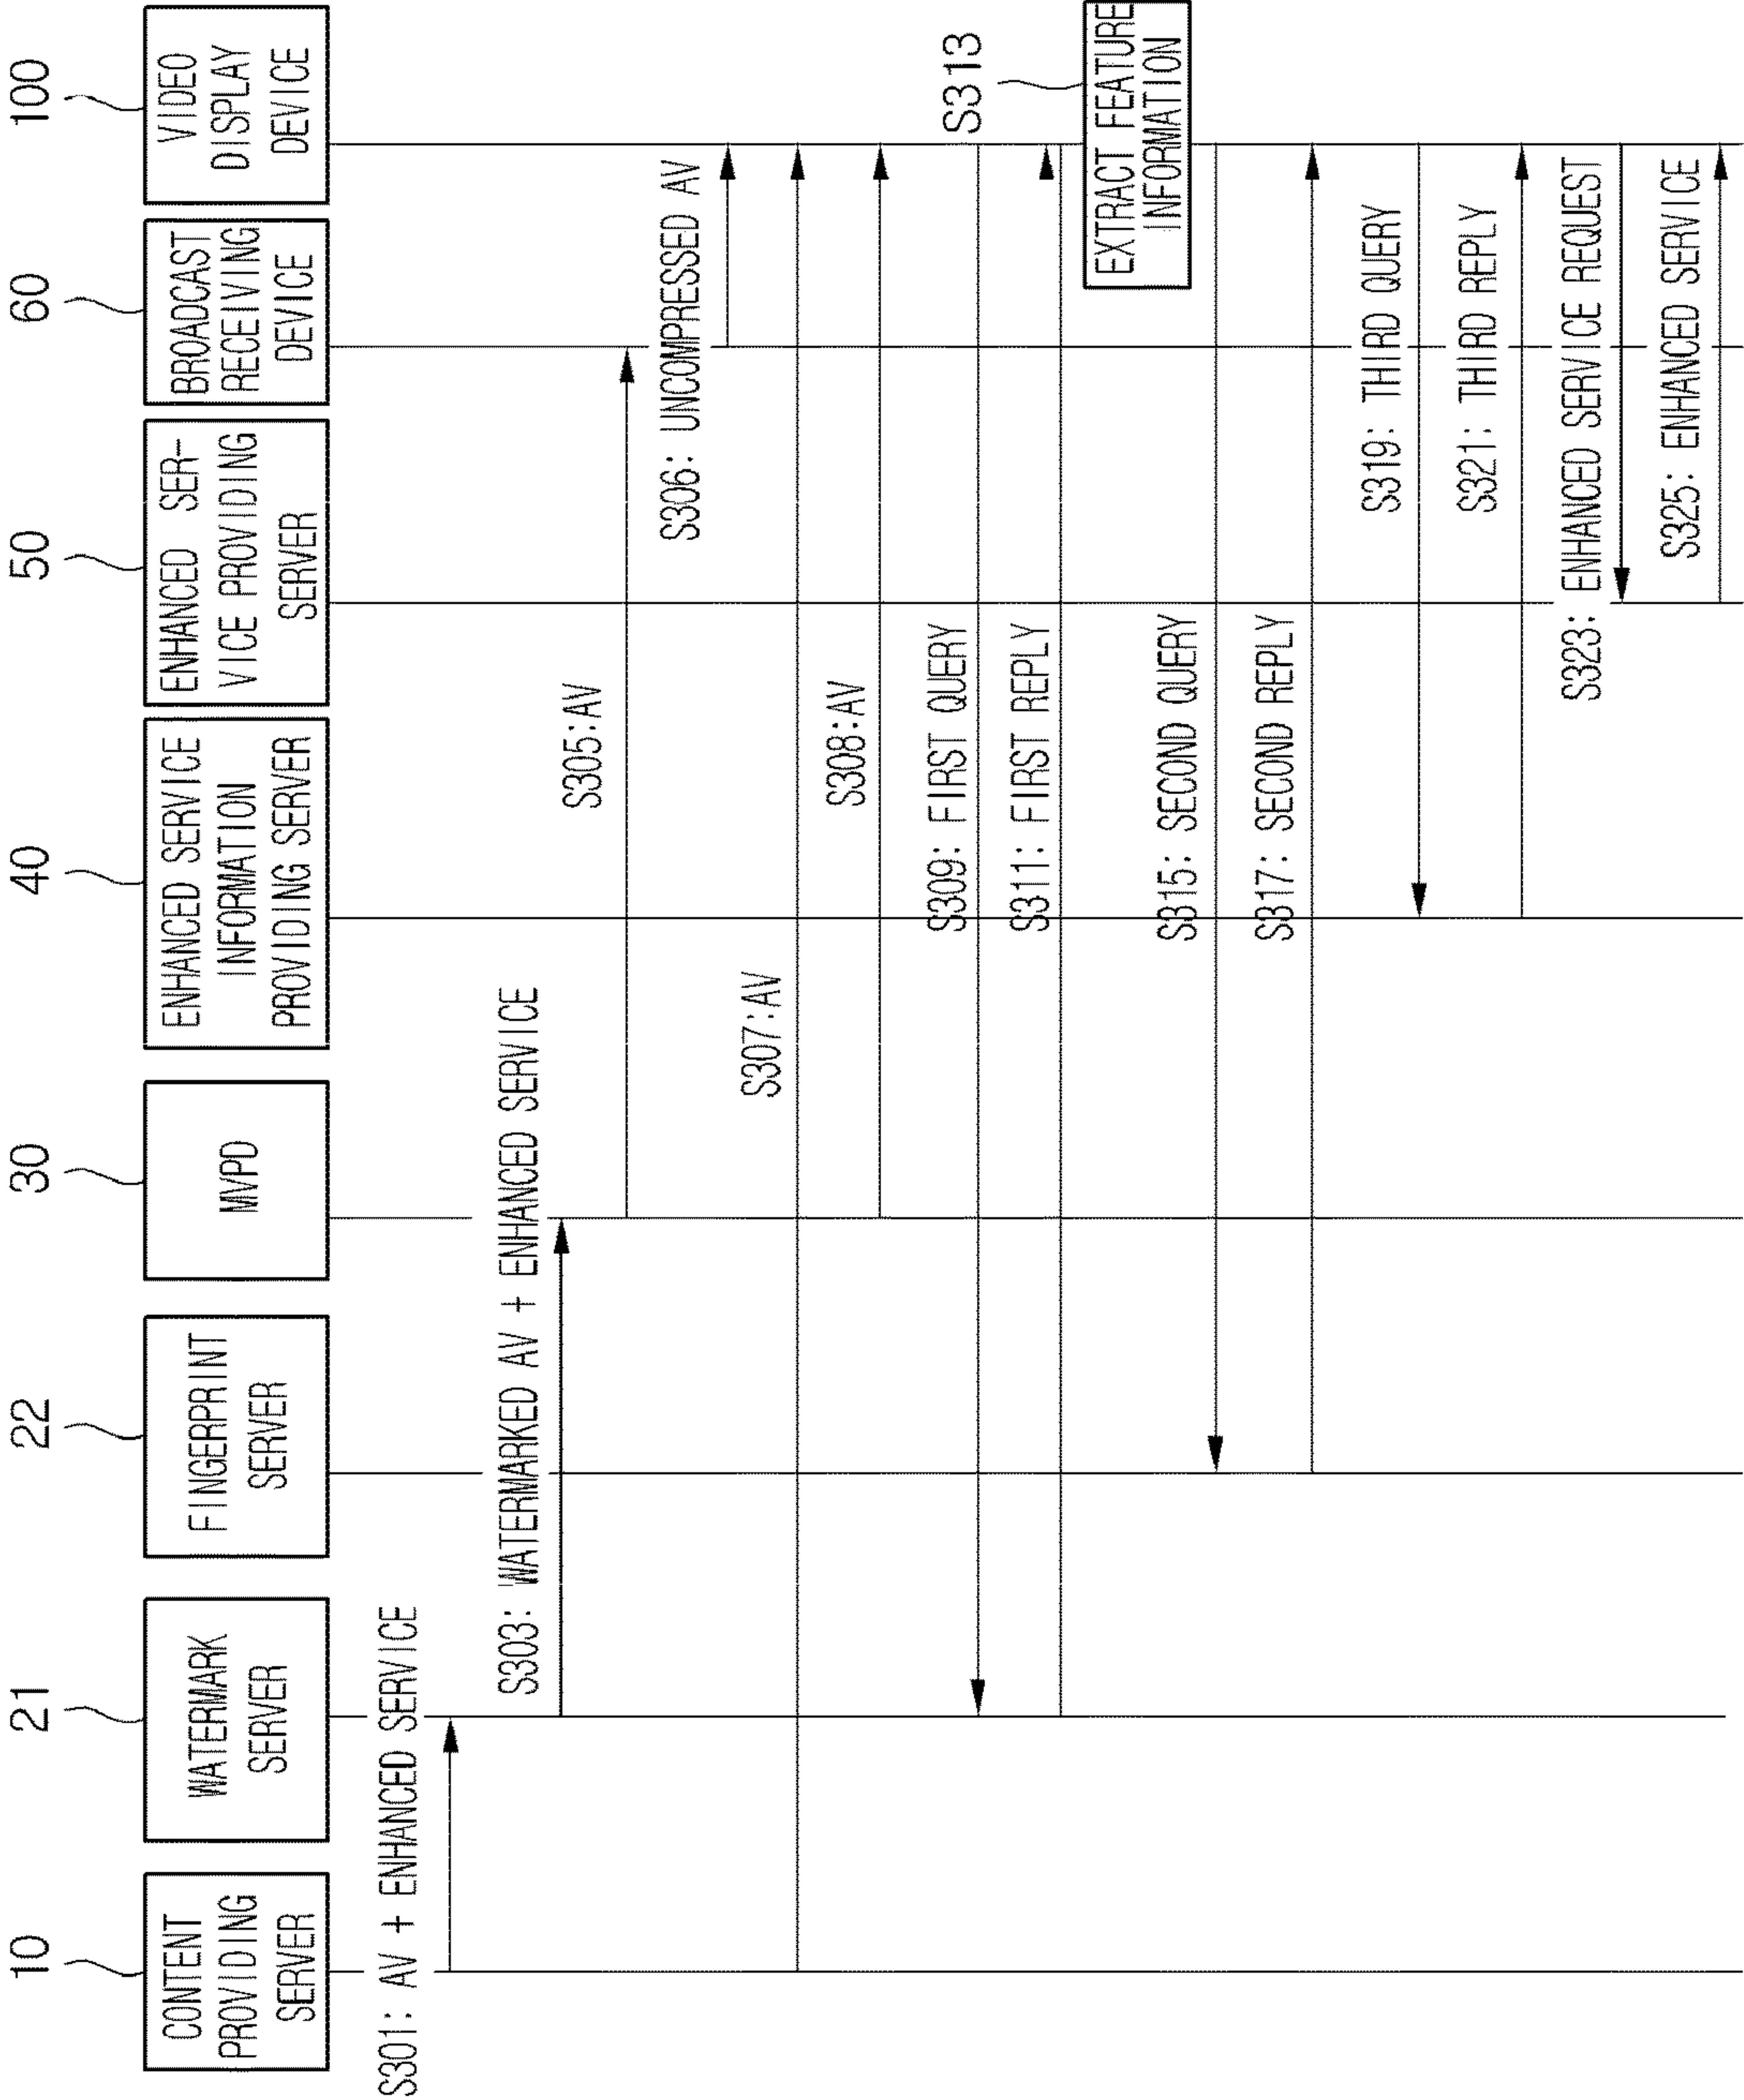 10
21
22
30
40
50
60
100
CONTENT
PROVIDING
SERVER
WATERMARK
SERVER
FINGERPRINT
SERVER
MVPD
ENHANCED SERVICE
INFORMATION
PROVIDING SERVER
ENHANCED SER-
VICE PROVIDING
SERVER
BROADCAST
RECEIVING
DEVICE
VIDEO
DISPLAY
DEVICE
S301: AV + ENHANCED SERVICE
S303: WATERMARKED AV + ENHANCED SERVICE
S305:AV
S306: UNCOMPRESSED AV
S307:AV
S308:AV
S309: FIRST QUERY
S311: FIRST REPLY
S313
EXTRACT FEATURE
INFORMATION
S315: SECOND QUERY
S317: SECOND REPLY
S319: THIRD QUERY
S321: THIRD REPLY
S323: ENHANCED SERVICE REQUEST
S325: ENHANCED SERVICE